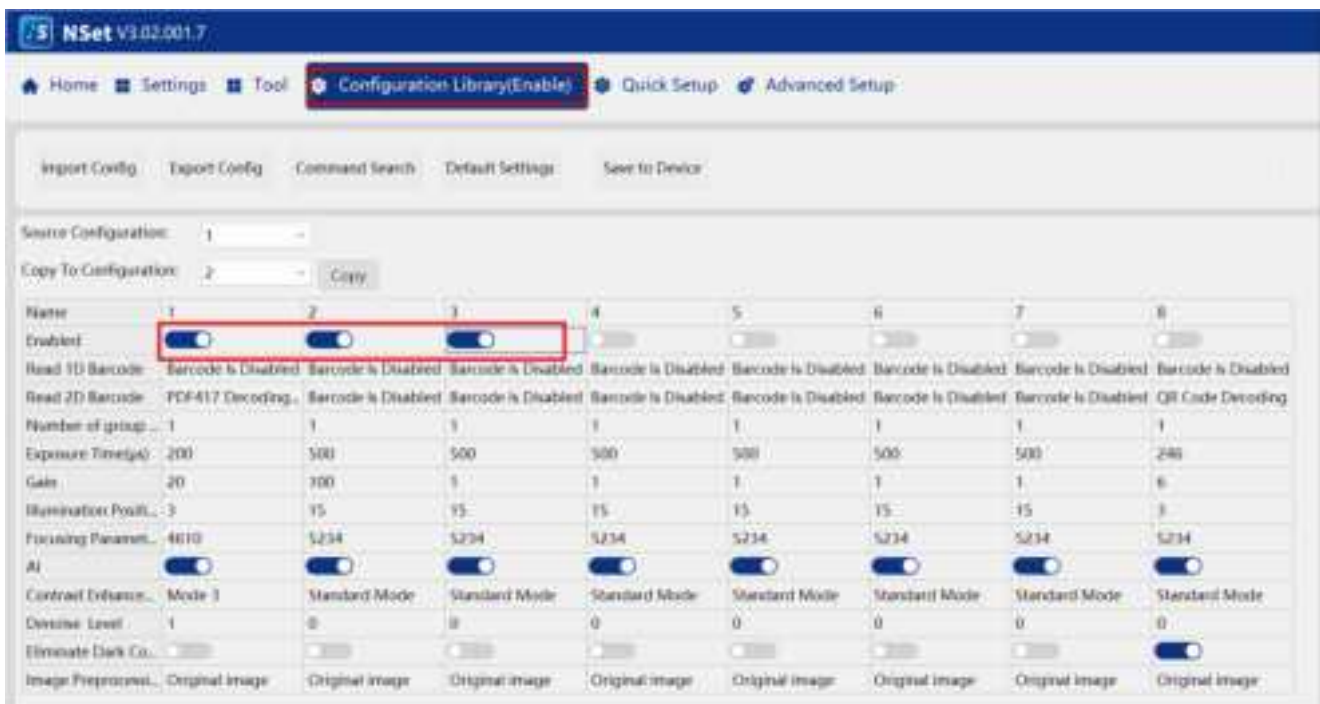 NSet V3.02.001.7
Home Settings Tool Configuration Library(Enable) Quick Setup Advanced Setup
Import Config Export Config Command Search Default Settings Save to Device
Source Configuration: 1
Copy To Configuration: 2 Copy
Name 1 2 3 4 5 6 7 8
Enabled
Read 1D Barcode Barcode Is Disabled Barcode Is Disabled Barcode Is Disabled Barcode Is Disabled Barcode Is Disabled Barcode Is Disabled Barcode Is Disabled Barcode Is Disabled
Read 2D Barcode PDF417 Decoding... Barcode Is Disabled Barcode Is Disabled Barcode Is Disabled Barcode Is Disabled Barcode Is Disabled Barcode Is Disabled QR Code Decoding
Number of group ... 1 1 1 1 1 1 1 1
Exposure Time(μs) 200 500 500 500 500 500 500 246
Gain 20 100 1 1 1 1 1 6
Illumination Positi... 3 15 15 15 15 15 15 3
Focusing Paramet... 4610 5234 5234 5234 5234 5234 5234 5234
AI
Contrast Enhance... Mode 3 Standard Mode Standard Mode Standard Mode Standard Mode Standard Mode Standard Mode Standard Mode
Denoise Level 1 0 0 0 0 0 0 0
Eliminate Dark Co...
Image Preprocessi... Original image Original image Original image Original image Original image Original image Original image Original image